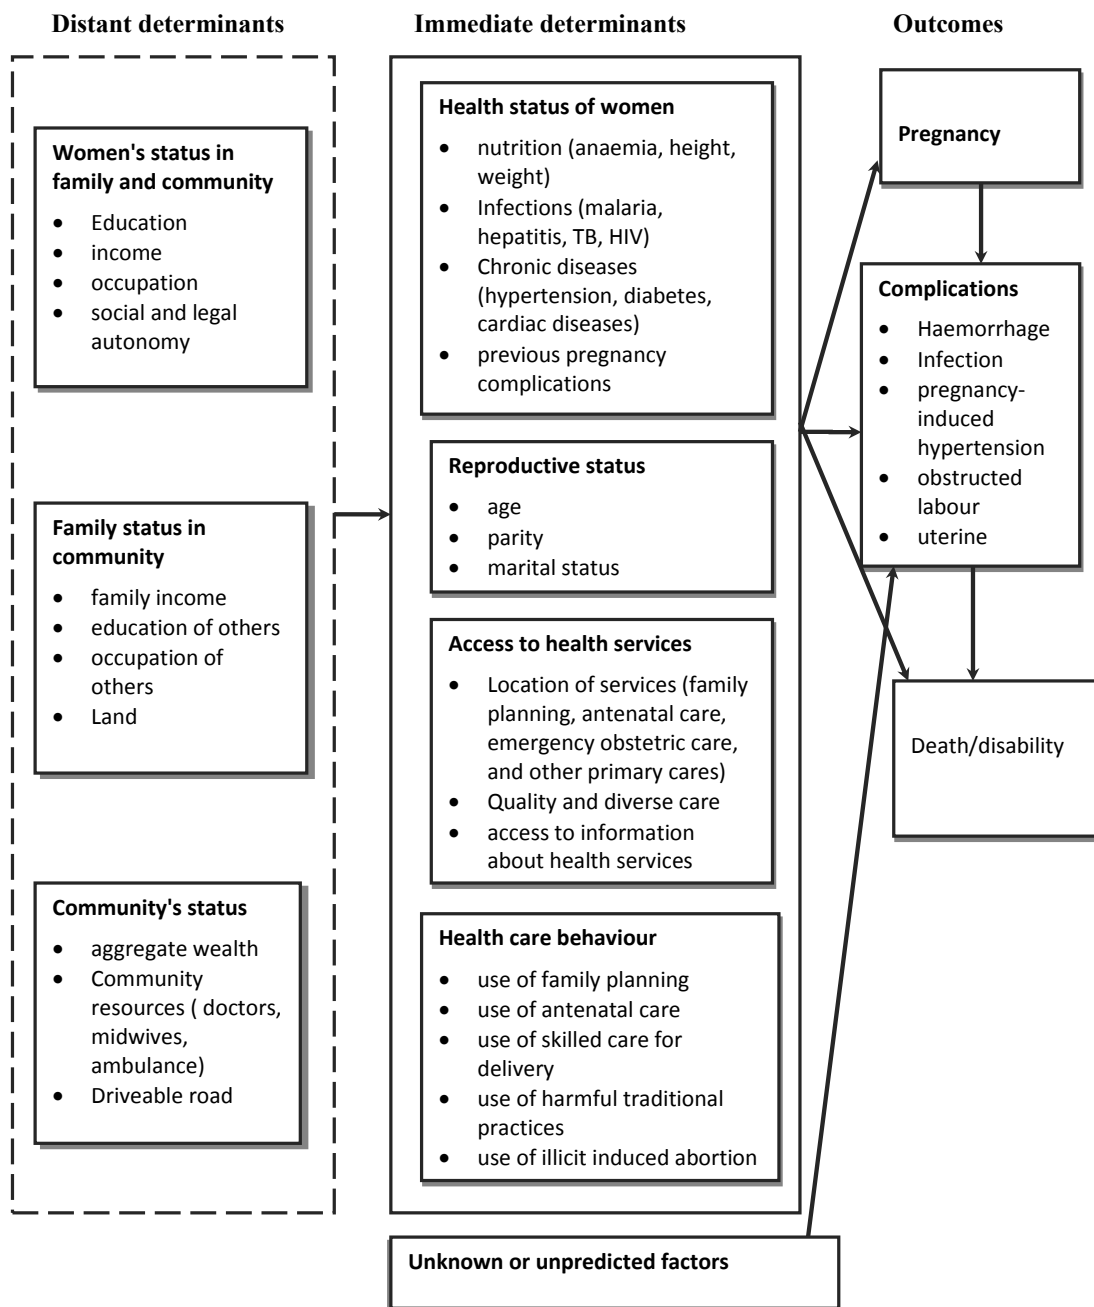 Distant determinants
Immediate determinants
Outcomes
Women's status in
family and community
• Education
• income
• occupation
• social and legal
autonomy
Family status in
community
• family income
• education of others
• occupation of
others
• Land
Community's status
• aggregate wealth
• Community
resources ( doctors,
midwives,
ambulance)
• Driveable road
Health status of women
• nutrition (anaemia, height,
weight)
• Infections (malaria,
hepatitis, TB, HIV)
• Chronic diseases
(hypertension, diabetes,
cardiac diseases)
• previous pregnancy
complications
Reproductive status
• age
• parity
• marital status
Access to health services
• Location of services (family
planning, antenatal care,
emergency obstetric care,
and other primary cares)
• Quality and diverse care
• access to information
about health services
Health care behaviour
• use of family planning
• use of antenatal care
• use of skilled care for
delivery
• use of harmful traditional
practices
• use of illicit induced abortion
Unknown or unpredicted factors
Pregnancy
Complications
• Haemorrhage
• Infection
• pregnancy-
induced
hypertension
• obstructed
labour
• uterine
Death/disability